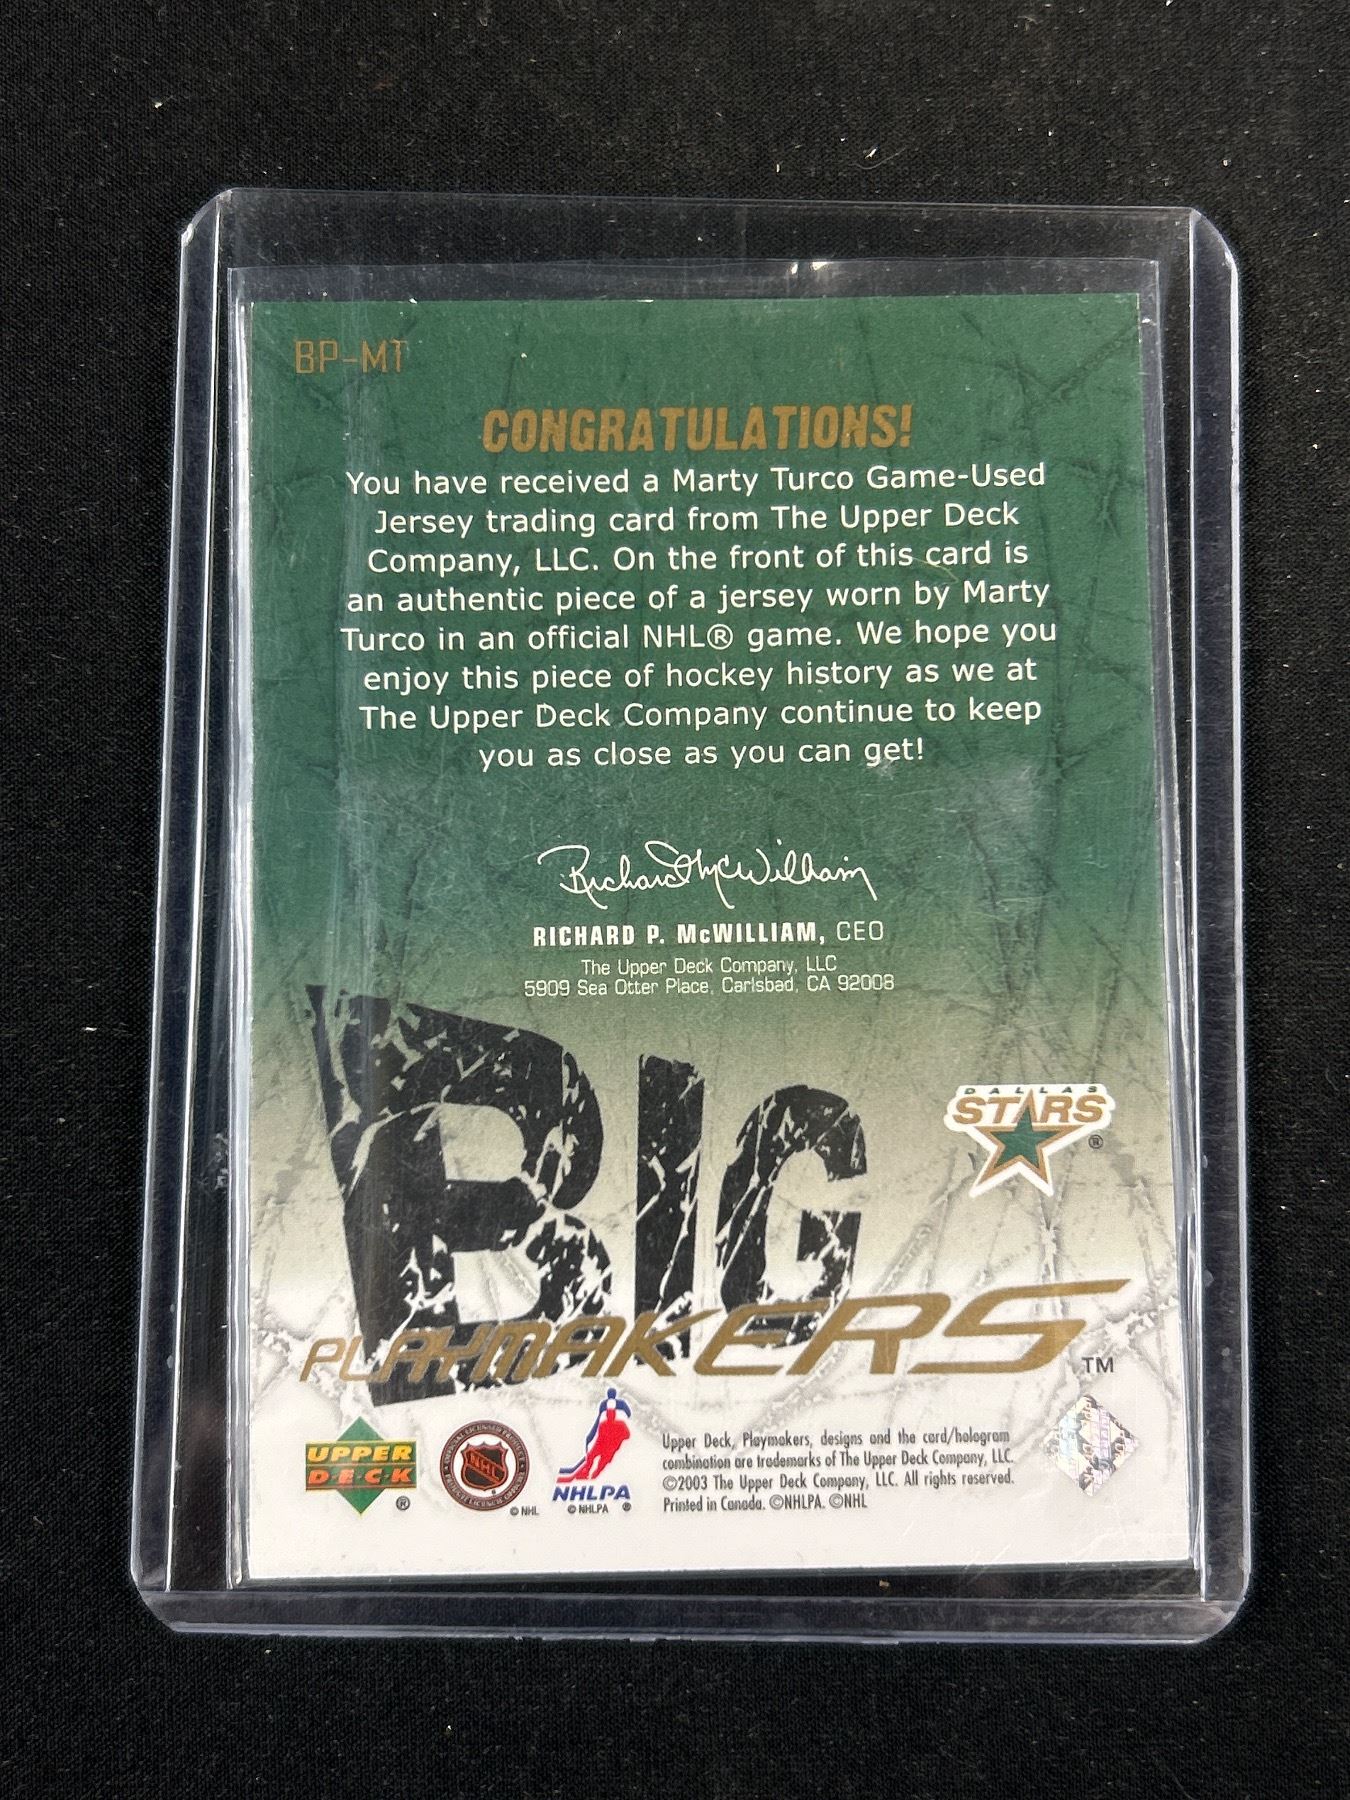 BP-MT
CONGRATULATIONS!
You have received a Marty Turco Game-Used
Jersey trading card from The Upper Deck
Company, LLC. On the front of this card is
an authentic piece of a jersey worn by Marty
Turco in an official NHL® game. We hope you
enjoy this piece of hockey history as we at
The Upper Deck Company continue to keep
you as close as you can get!
Richard McWilliam
RICHARD P. McWILLIAM, CEO
The Upper Deck Company, LLC
5909 Sea Otter Place, Carlsbad, CA 92008
BIG
PLAYMAKERS TM
DALLAS
STARS
®
UPPER
DECK
®
NHL
© NHL
NHLPA
© NHLPA ®
Upper Deck, Playmakers, designs and the card/hologram
combination are trademarks of The Upper Deck Company, LLC.
©2003 The Upper Deck Company, LLC. All rights reserved.
Printed in Canada. ©NHLPA. ©NHL